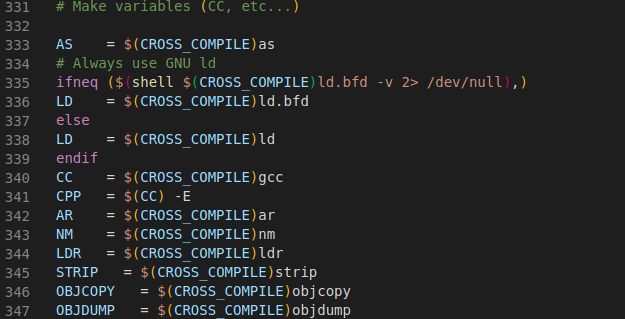 331 # Make variables (CC, etc...)
332
333 AS = $(CROSS_COMPILE)as
334 # Always use GNU ld
335 ifneq ($(shell $(CROSS_COMPILE)ld.bfd -v 2> /dev/null),)
336 LD = $(CROSS_COMPILE)ld.bfd
337 else
338 LD = $(CROSS_COMPILE)ld
339 endif
340 CC = $(CROSS_COMPILE)gcc
341 CPP = $(CC) -E
342 AR = $(CROSS_COMPILE)ar
343 NM = $(CROSS_COMPILE)nm
344 LDR = $(CROSS_COMPILE)ldr
345 STRIP = $(CROSS_COMPILE)strip
346 OBJCOPY = $(CROSS_COMPILE)objcopy
347 OBJDUMP = $(CROSS_COMPILE)objdump